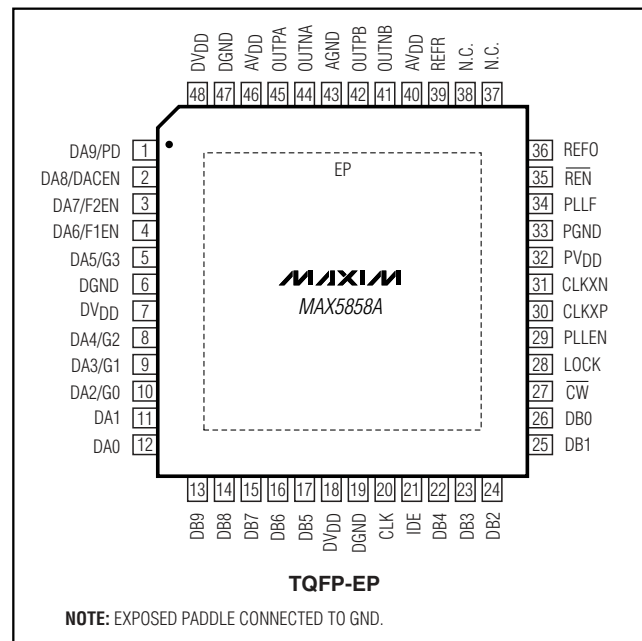 DVDD
DGND
AVDD
OUTPA
OUTNA
AGND
OUTPB
OUTNB
AVDD
REFR
N.C.
N.C.
48 47 46 45 44 43 42 41 40 39 38 37
DA9/PD 1
DA8/DACEN 2
DA7/F2EN 3
DA6/F1EN 4
DA5/G3 5
DGND 6
DVDD 7
DA4/G2 8
DA3/G1 9
DA2/G0 10
DA1 11
DA0 12
EP
MAXIM
MAX5858A
36 REFO
35 REN
34 PLLF
33 PGND
32 PVDD
31 CLKXN
30 CLKXP
29 PLLEN
28 LOCK
27 CW
26 DB0
25 DB1
13 14 15 16 17 18 19 20 21 22 23 24
DB9
DB8
DB7
DB6
DB5
DVDD
DGND
CLK
IDE
DB4
DB3
DB2
TQFP-EP
NOTE: EXPOSED PADDLE CONNECTED TO GND.